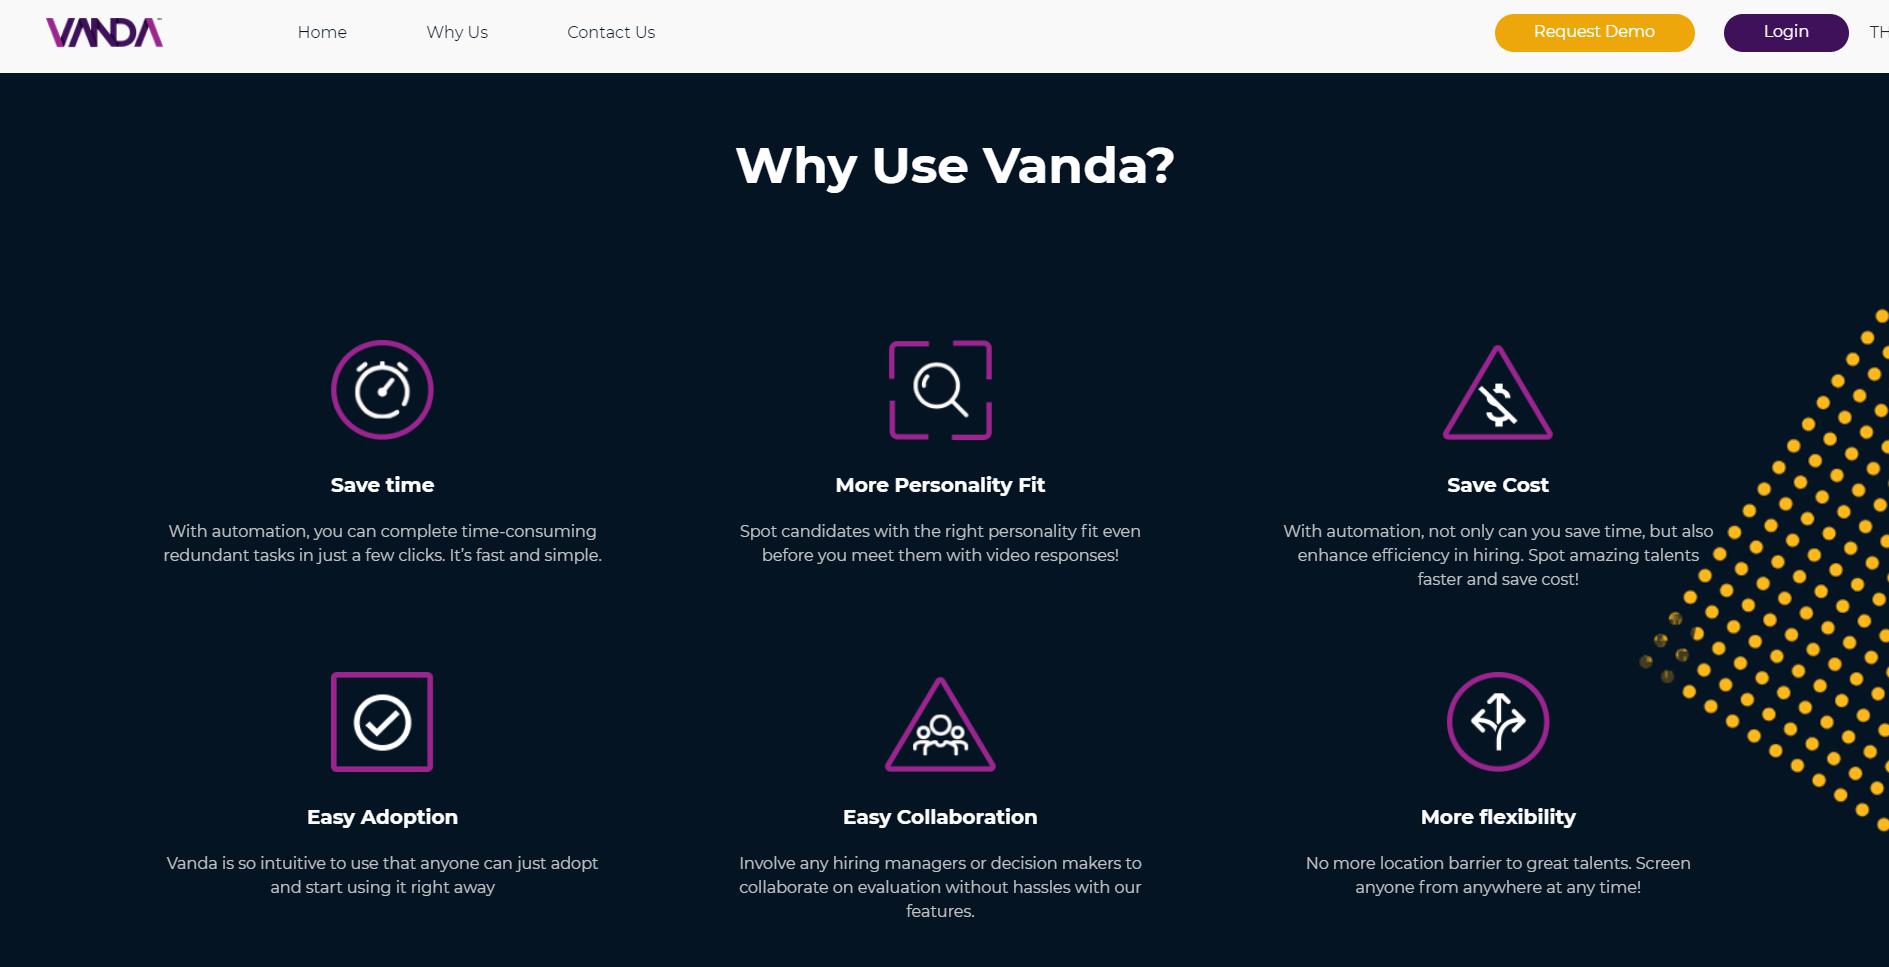 VANDA™
Home
Why Us
Contact Us
Request Demo
Login
TH
Why Use Vanda?
Save time
With automation, you can complete time-consuming
redundant tasks in just a few clicks. It’s fast and simple.
More Personality Fit
Spot candidates with the right personality fit even
before you meet them with video responses!
Save Cost
With automation, not only can you save time, but also
enhance efficiency in hiring. Spot amazing talents
faster and save cost!
Easy Adoption
Vanda is so intuitive to use that anyone can just adopt
and start using it right away
Easy Collaboration
Involve any hiring managers or decision makers to
collaborate on evaluation without hassles with our
features.
More flexibility
No more location barrier to great talents. Screen
anyone from anywhere at any time!